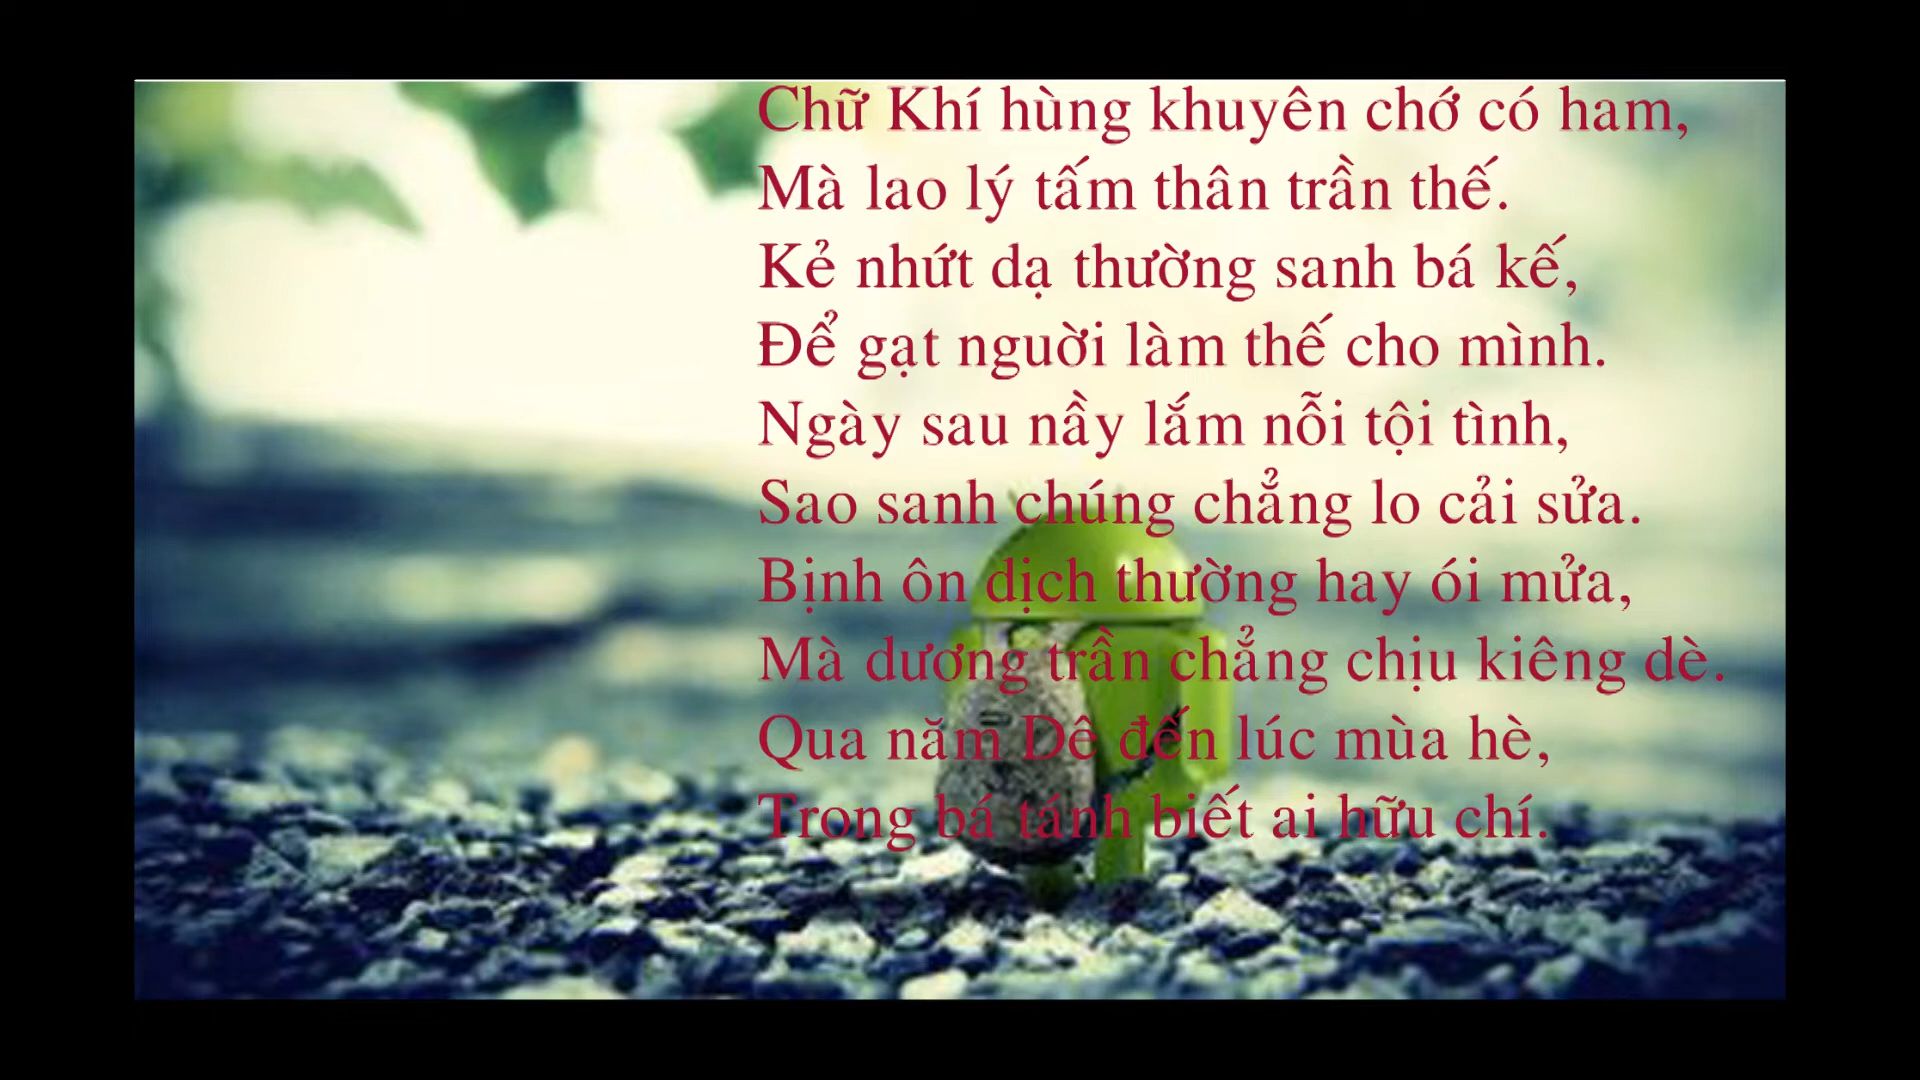 Chữ Khí hùng khuyên chớ có ham,
Mà lao lý tấm thân trần thế.
Kẻ nhứt dạ thường sanh bá kế,
Để gạt nguời làm thế cho mình.
Ngày sau nầy lắm nỗi tội tình,
Sao sanh chúng chẳng lo cải sửa.
Bịnh ôn dịch thường hay ói mửa,
Mà dương trần chẳng chịu kiêng dè.
Qua năm Dê đến lúc mùa hè,
Trong bá tánh biết ai hữu chí.